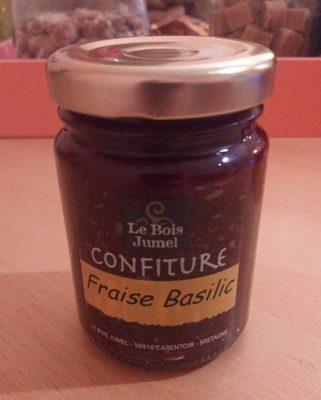 Le Bois
Jumel
CONFITURE
Fraise Basilic
LE BOIS JUMEL - 56910 CARENTOIR - BRETAGNE